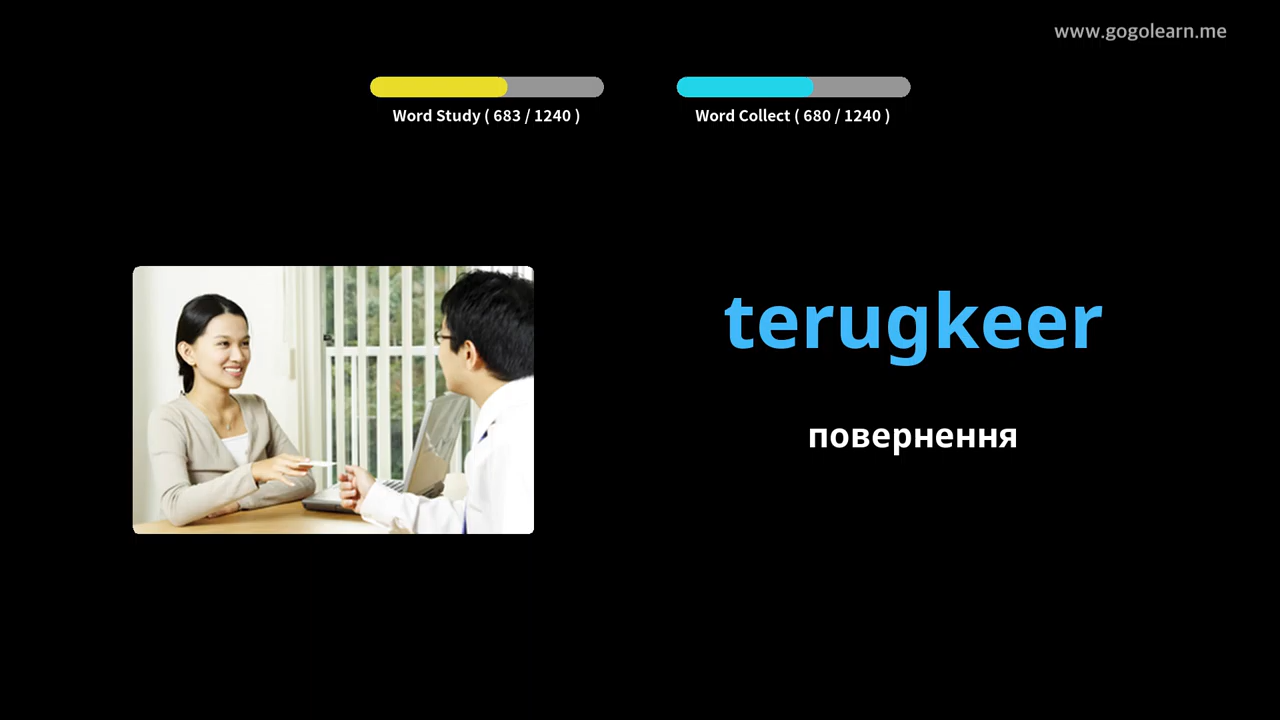 www.gogolearn.me
Word Study ( 683 / 1240 )
Word Collect ( 680 / 1240 )
terugkeer
повернення